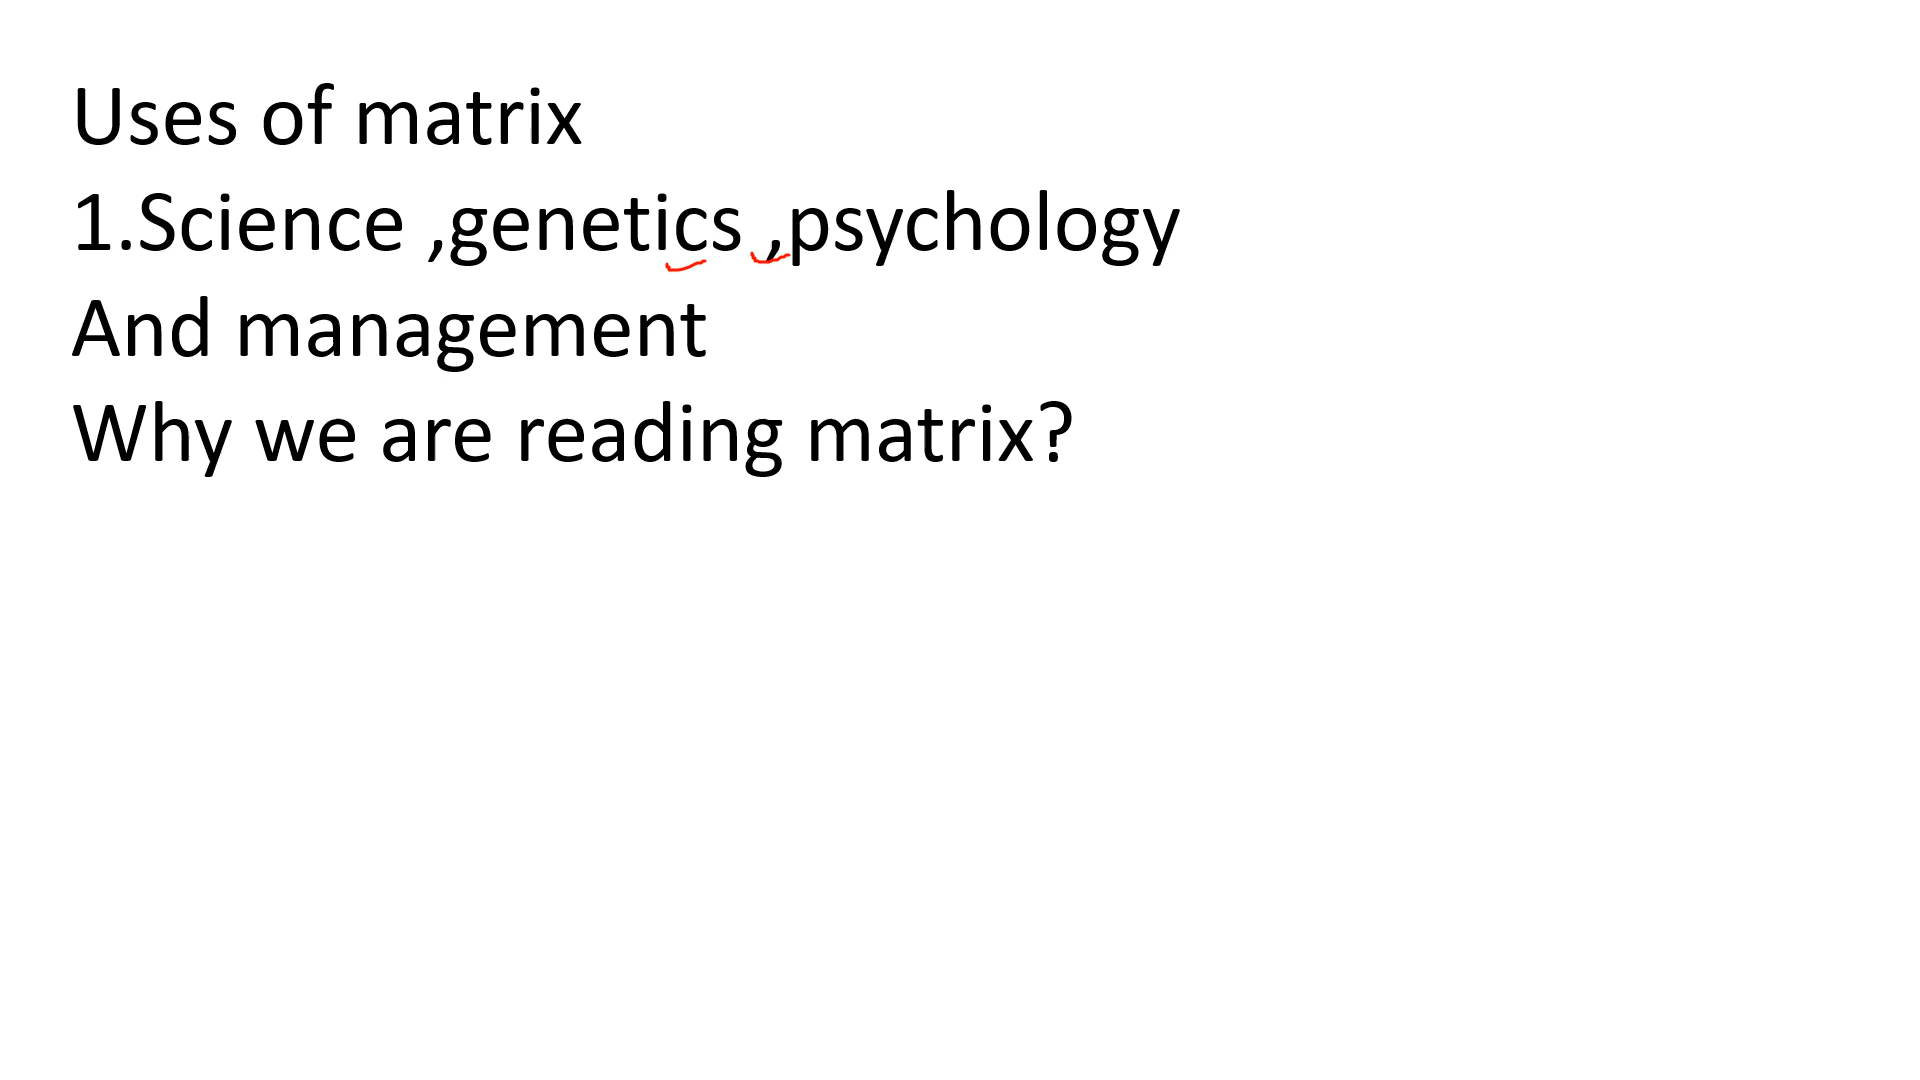 Uses of matrix
1.Science ,genetics ,psychology
And management
Why we are reading matrix?